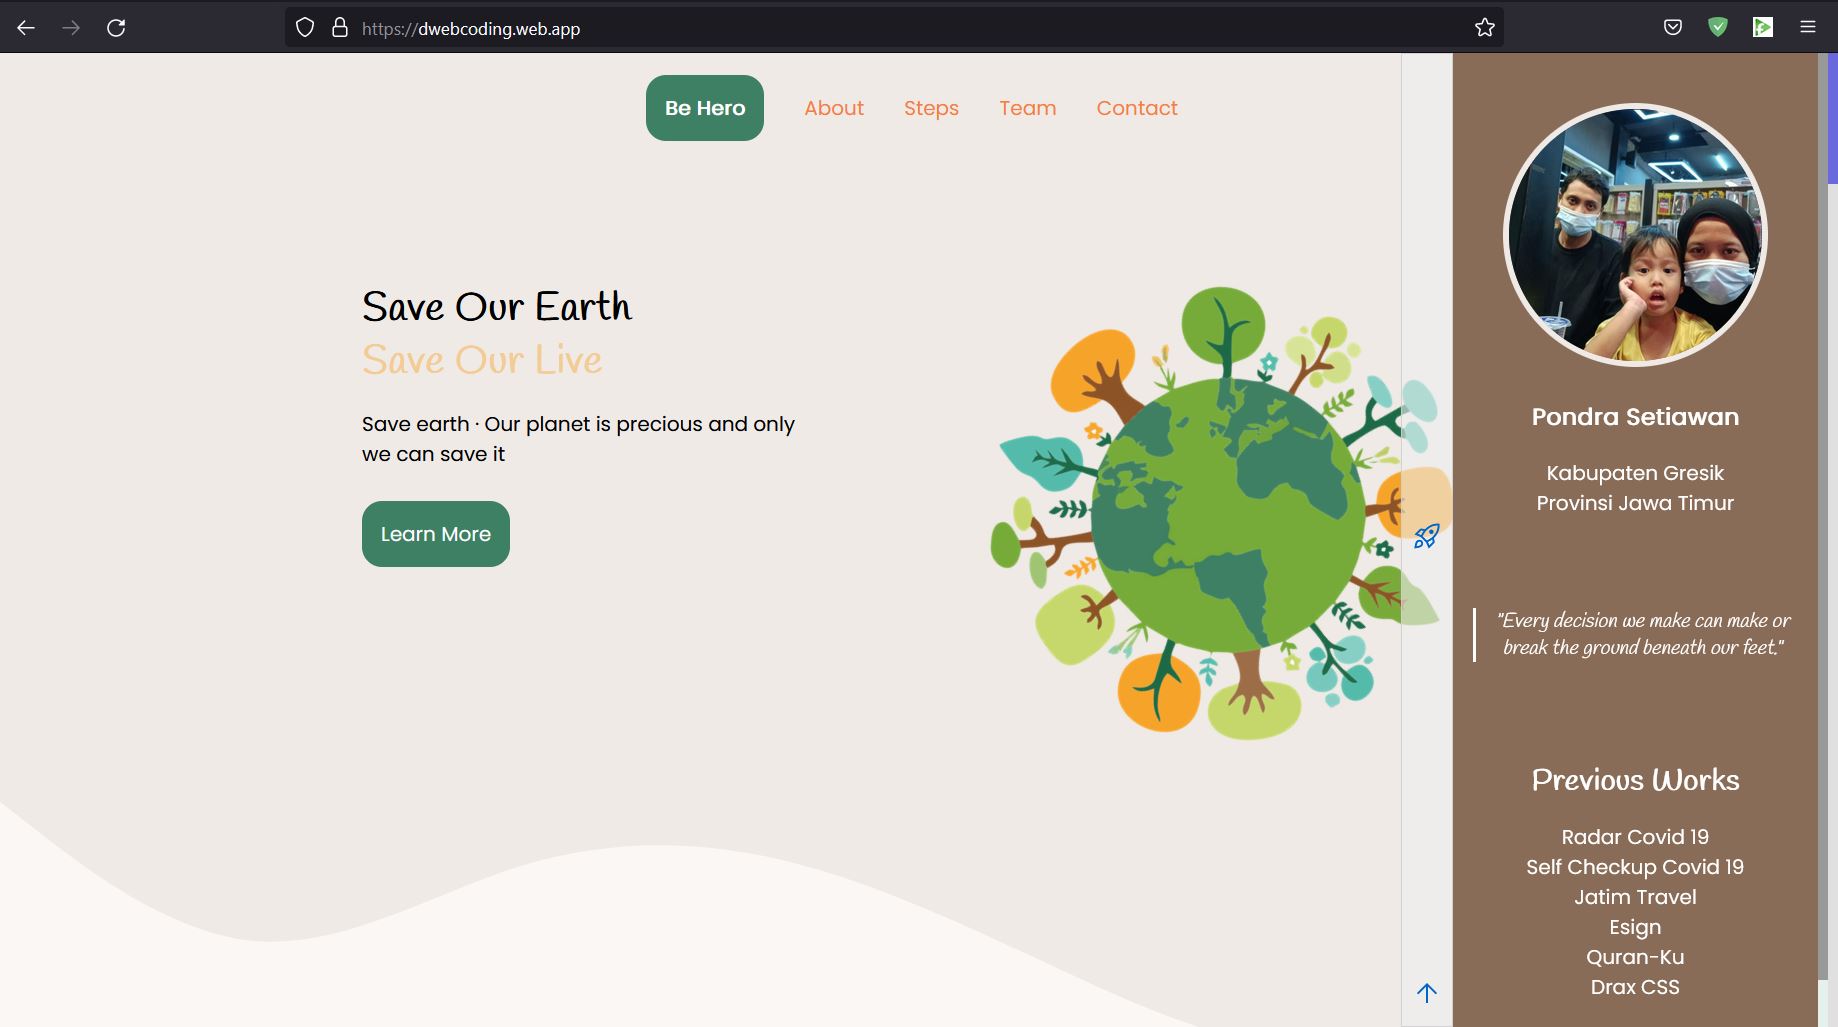 https://dwebcoding.web.app
Be Hero About Steps Team Contact
Save Our Earth
Save Our Live
Save earth · Our planet is precious and only
we can save it
Learn More
Pondra Setiawan
Kabupaten Gresik
Provinsi Jawa Timur
"Every decision we make can make or
break the ground beneath our feet."
Previous Works
Radar Covid 19
Self Checkup Covid 19
Jatim Travel
Esign
Quran-Ku
Drax CSS